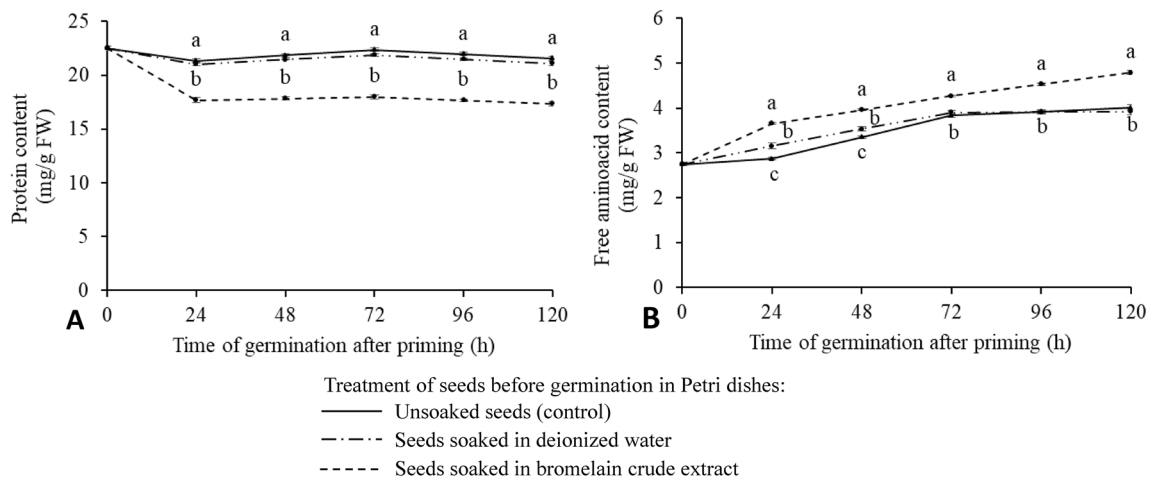 25
20
15
10
5
0
Protein content
(mg/g FW)
a a a a a
b b b b b
0 24 48 72 96 120
A
Time of germination after priming (h)
6
5
4
3
2
1
0
Free aminoacid content
(mg/g FW)
a a a a a
b b b b b
c c
0 24 48 72 96 120
B
Time of germination after priming (h)
Treatment of seeds before germination in Petri dishes:
Unsoaked seeds (control)
Seeds soaked in deionized water
Seeds soaked in bromelain crude extract